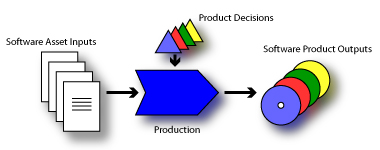 Product Decisions
Software Asset Inputs
Software Product Outputs
Production